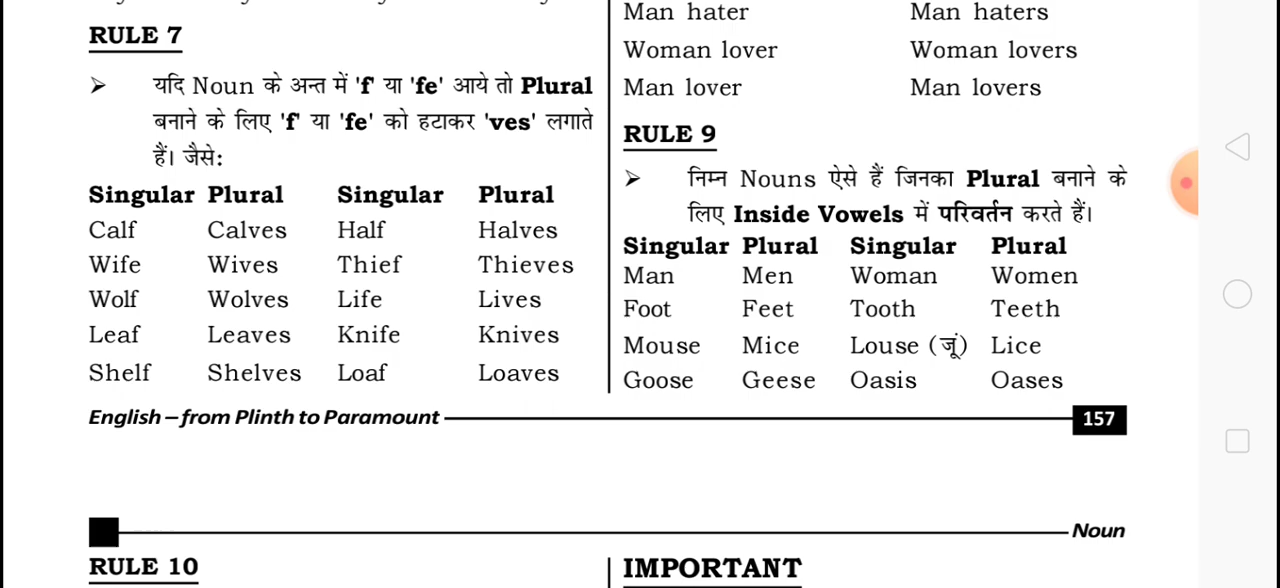 RULE 7
➢ यदि Noun के अन्त में 'f' या 'fe' आये तो Plural
बनाने के लिए 'f' या 'fe' को हटाकर 'ves' लगाते
हैं। जैसे:
Singular Plural Singular Plural
Calf Calves Half Halves
Wife Wives Thief Thieves
Wolf Wolves Life Lives
Leaf Leaves Knife Knives
Shelf Shelves Loaf Loaves
Man hater Man haters
Woman lover Woman lovers
Man lover Man lovers
RULE 9
➢ निम्न Nouns ऐसे हैं जिनका Plural बनाने के
लिए Inside Vowels में परिवर्तन करते हैं।
Singular Plural Singular Plural
Man Men Woman Women
Foot Feet Tooth Teeth
Mouse Mice Louse (जूं) Lice
Goose Geese Oasis Oases
English – from Plinth to Paramount 157
Noun
RULE 10
IMPORTANT